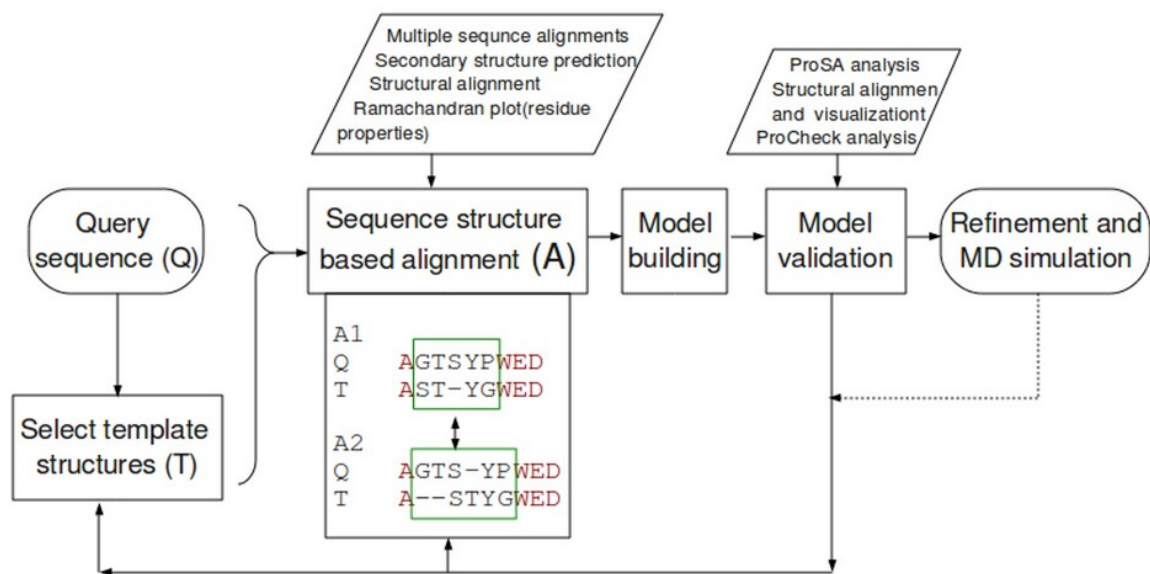 Multiple sequnce alignments
Secondary structure prediction
Structural alignment
Ramachandran plot(residue
properties)
ProSA analysis
Structural alignmen
and visualizationt
ProCheck analysis
Query
sequence (Q)
Sequence structure
based alignment (A)
Model
building
Model
validation
Refinement and
MD simulation
A1
Q AGTSYPWED
T AST-YGWED
Select template
structures (T)
A2
Q AGTS-YPWED
T A--STYGWED